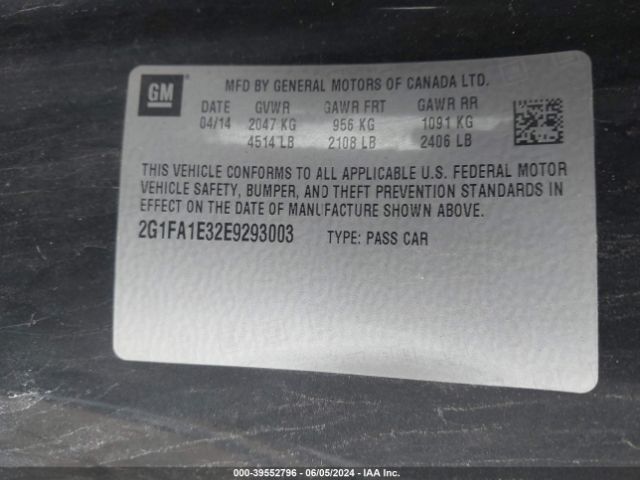 GM
MFD BY GENERAL MOTORS OF CANADA LTD.
DATE GVWR GAWR FRT GAWR RR
04/14 2047 KG 956 KG 1091 KG
4514 LB 2108 LB 2406 LB
THIS VEHICLE CONFORMS TO ALL APPLICABLE U.S. FEDERAL MOTOR
VEHICLE SAFETY, BUMPER, AND THEFT PREVENTION STANDARDS IN
EFFECT ON THE DATE OF MANUFACTURE SHOWN ABOVE.
2G1FA1E32E9293003 TYPE: PASS CAR
000-39552796 - 06/05/2024 - IAA Inc.